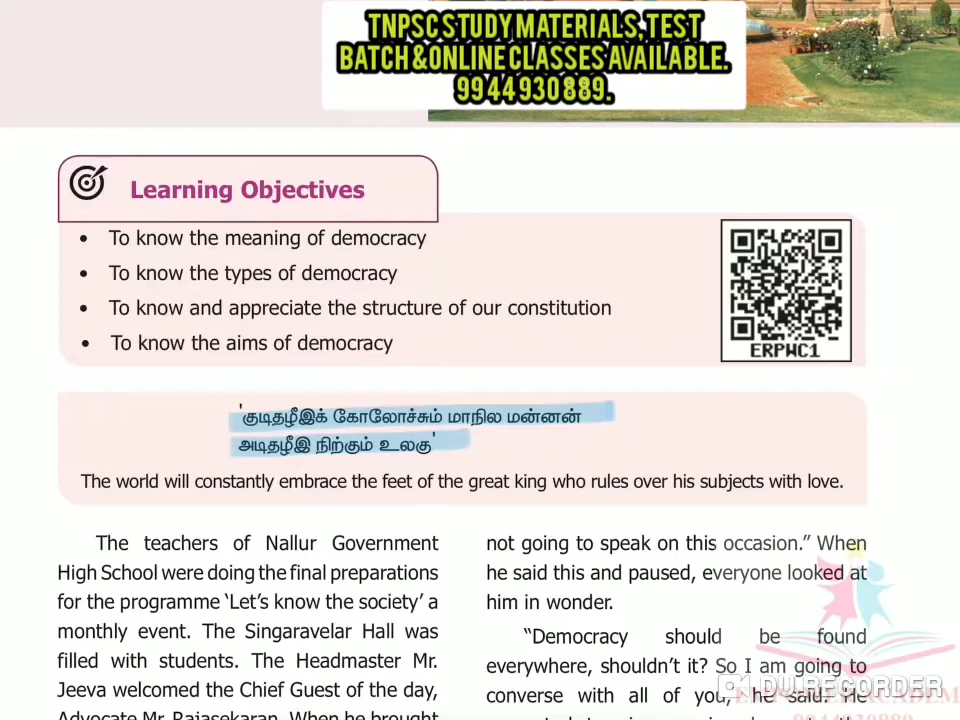 TNPSC STUDY MATERIALS, TEST
BATCH & ONLINE CLASSES AVAILABLE.
9944930889.
Learning Objectives
• To know the meaning of democracy
• To know the types of democracy
• To know and appreciate the structure of our constitution
• To know the aims of democracy
ERPWC1
'குடிதழீஇக் கோலோச்சும் மாநில மன்னன்
அடிதழீஇ நிற்கும் உலகு'
The world will constantly embrace the feet of the great king who rules over his subjects with love.
The teachers of Nallur Government
High School were doing the final preparations
for the programme ‘Let’s know the society’ a
monthly event. The Singaravelar Hall was
filled with students. The Headmaster Mr.
Jeeva welcomed the Chief Guest of the day,
Advocate Mr. Rajasekaran. When he brought
not going to speak on this occasion.” When
he said this and paused, everyone looked at
him in wonder.
“Democracy should be found
everywhere, shouldn’t it? So I am going to
converse with all of you,” he said. He
DU RECORDER